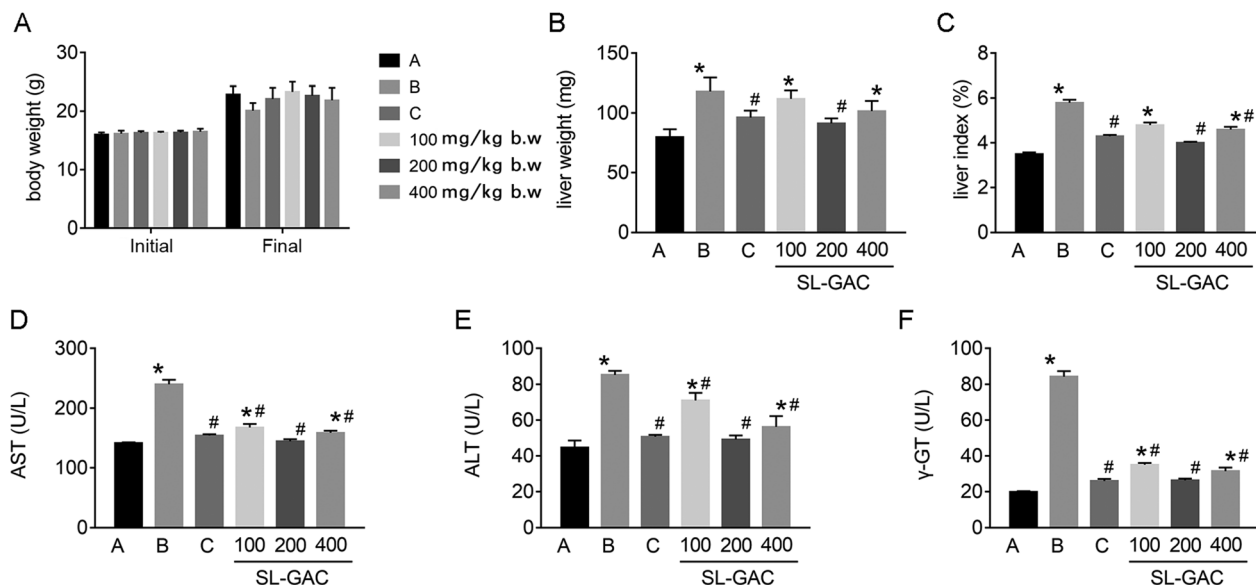 A
body weight (g)
30
20
10
0
Initial Final
A
B
C
100 mg/kg b.w
200 mg/kg b.w
400 mg/kg b.w
B
liver weight (mg)
150
100
50
0
* # * # *
A B C 100 200 400
SL-GAC
C
liver index (%)
8
6
4
2
0
* # * # *#
A B C 100 200 400
SL-GAC
D
AST (U/L)
300
200
100
0
* # *# # *#
A B C 100 200 400
SL-GAC
E
ALT (U/L)
100
80
60
40
20
0
* # *# # *#
A B C 100 200 400
SL-GAC
F
γ-GT (U/L)
100
80
60
40
20
0
* # *# # *#
A B C 100 200 400
SL-GAC